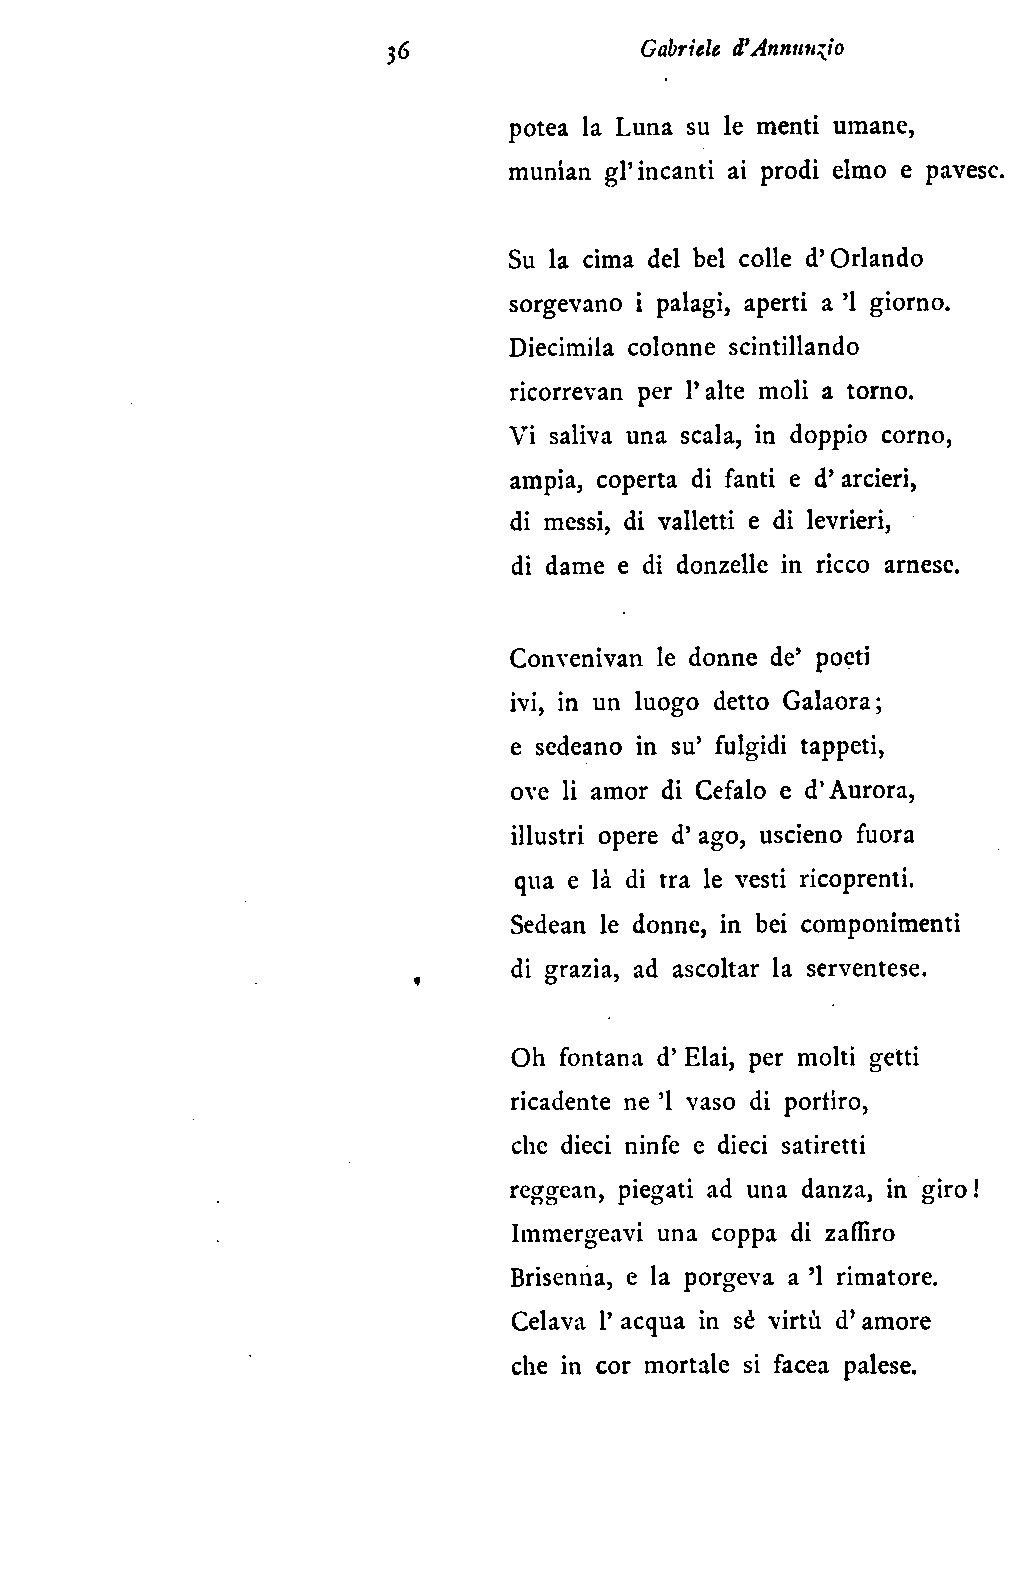 36 Gabriele d'Annunzio
potea la Luna su le menti umane,
munían gl'incanti ai prodi elmo e pavese.
Su la cima del bel colle d'Orlando
sorgevano i palagi, aperti a 'l giorno.
Diecimila colonne scintillando
ricorrevan per l'alte moli a torno.
Vi saliva una scala, in doppio corno,
ampia, coperta di fanti e d'arcieri,
di messi, di valletti e di levrieri,
di dame e di donzelle in ricco arnese.
Convenivan le donne de' poeti
ivi, in un luogo detto Galaora;
e sedeano in su' fulgidi tappeti,
ove li amor di Cefalo e d'Aurora,
illustri opere d'ago, uscieno fuora
qua e là di tra le vesti ricoprenti.
Sedean le donne, in bei componimenti
di grazia, ad ascoltar la serventese.
Oh fontana d'Elai, per molti getti
ricadente ne 'l vaso di porfiro,
che dieci ninfe e dieci satiretti
reggean, piegati ad una danza, in giro!
Immergeavi una coppa di zaffiro
Brisenna, e la porgeva a 'l rimatore.
Celava l'acqua in sè virtù d'amore
che in cor mortale si facea palese.